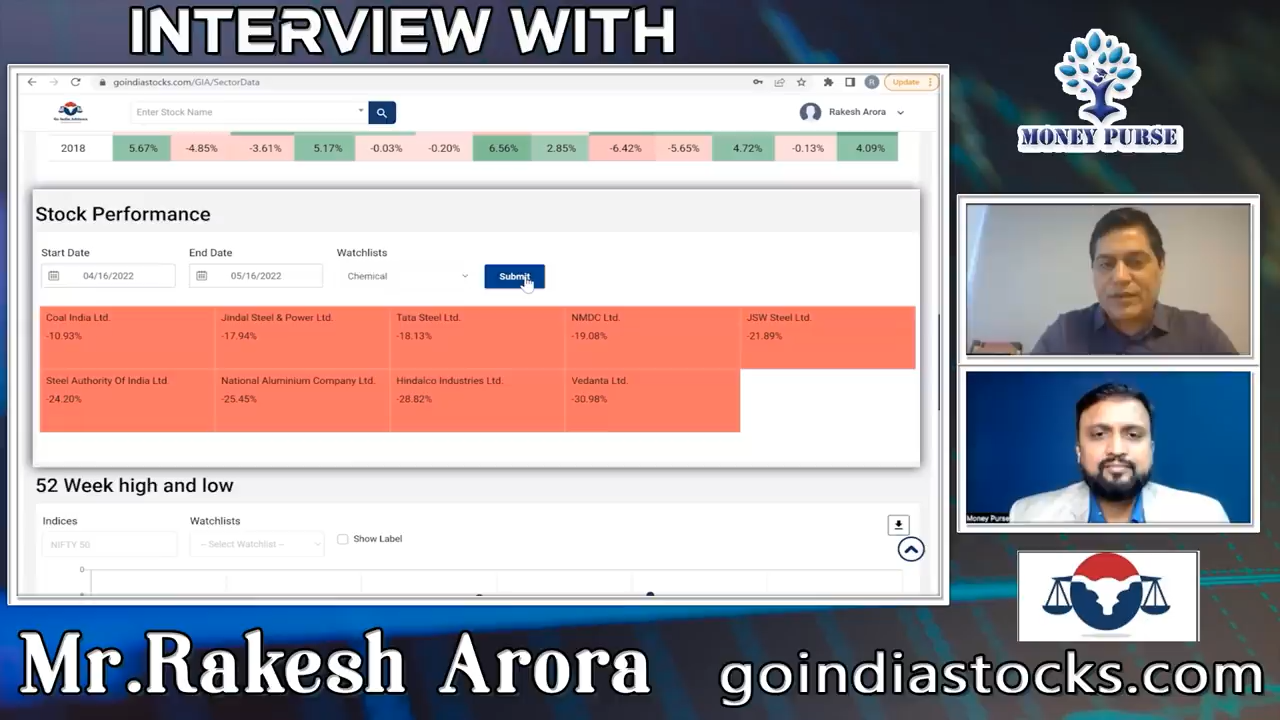 INTERVIEW WITH
goindiastocks.com/GIA/SectorData
R
Update
Enter Stock Name
Rakesh Arora
MONEY PURSE
2018 5.67% -4.85% -3.61% 5.17% -0.03% -0.20% 6.56% 2.85% -6.42% -5.65% 4.72% -0.13% 4.09%
Stock Performance
Start Date End Date Watchlists
04/16/2022 05/16/2022 Chemical Submit
Coal India Ltd. Jindal Steel & Power Ltd. Tata Steel Ltd. NMDC Ltd. JSW Steel Ltd.
-10.93% -17.94% -18.13% -19.08% -21.89%
Steel Authority Of India Ltd. National Aluminium Company Ltd. Hindalco Industries Ltd. Vedanta Ltd.
-24.20% -25.45% -28.82% -30.98%
52 Week high and low
Indices Watchlists
NIFTY 50 -- Select Watchlist -- Show Label
0
Money Purse
Mr.Rakesh Arora
goindiastocks.com